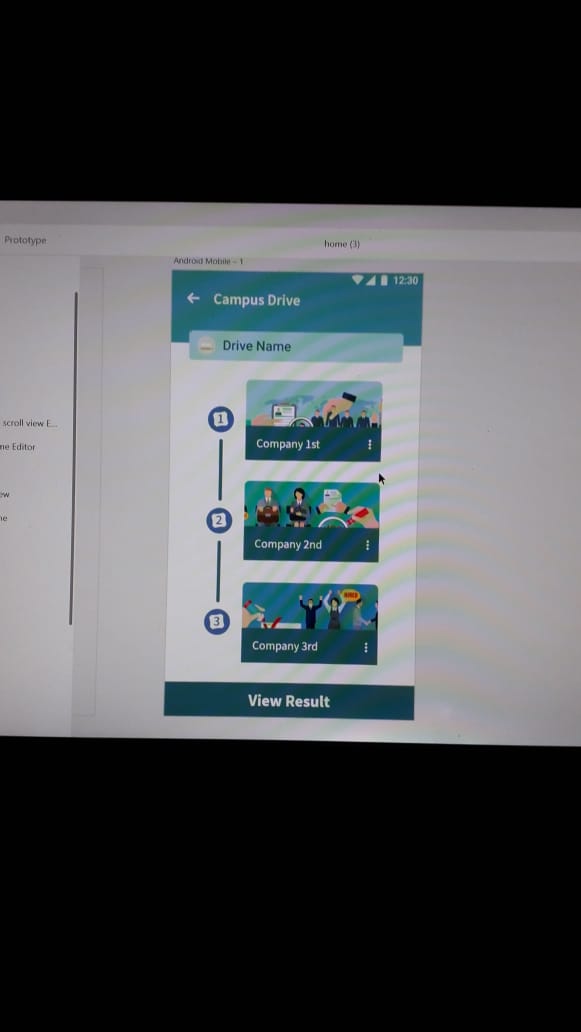 Prototype
home (3)
Android Mobile – 1
12:30
Campus Drive
Drive Name
1
Company 1st
scroll view E...
me Editor
2
Company 2nd
ew
ne
HIRED
3
Company 3rd
View Result